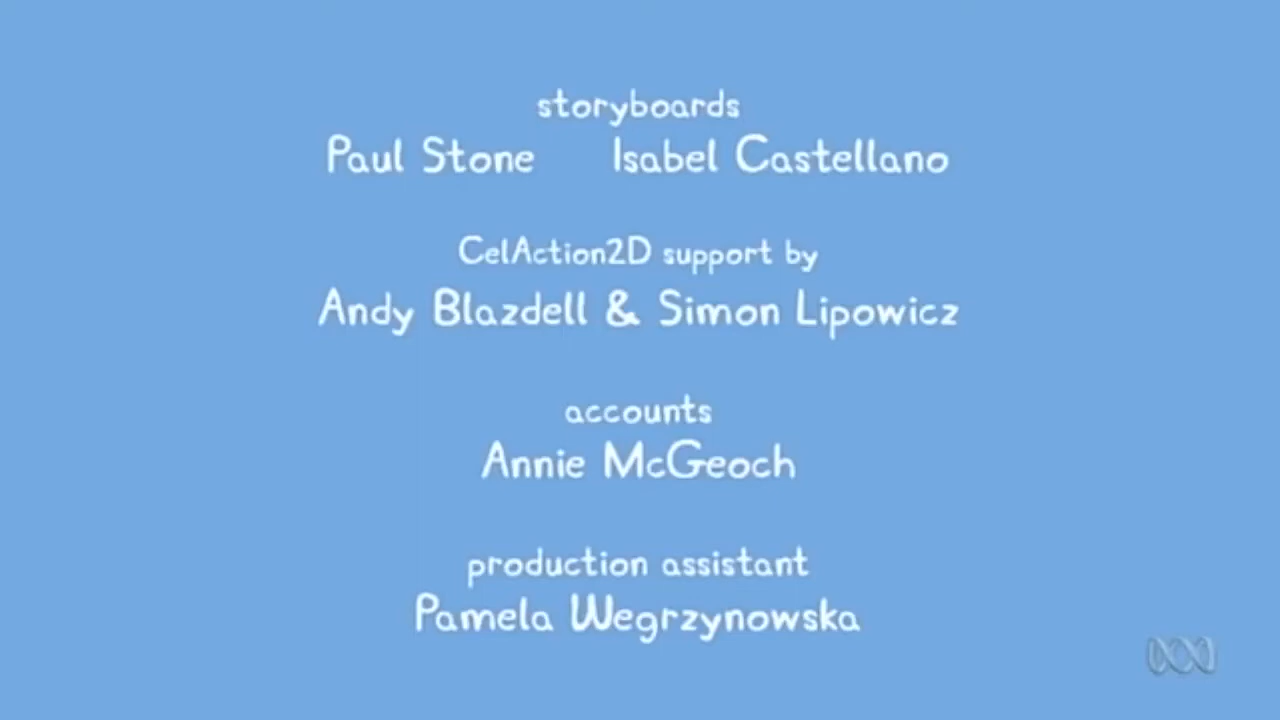 storyboards
Paul Stone Isabel Castellano
CelAction2D support by
Andy Blazdell & Simon Lipowicz
accounts
Annie McGeoch
production assistant
Pamela Wegrzynowska